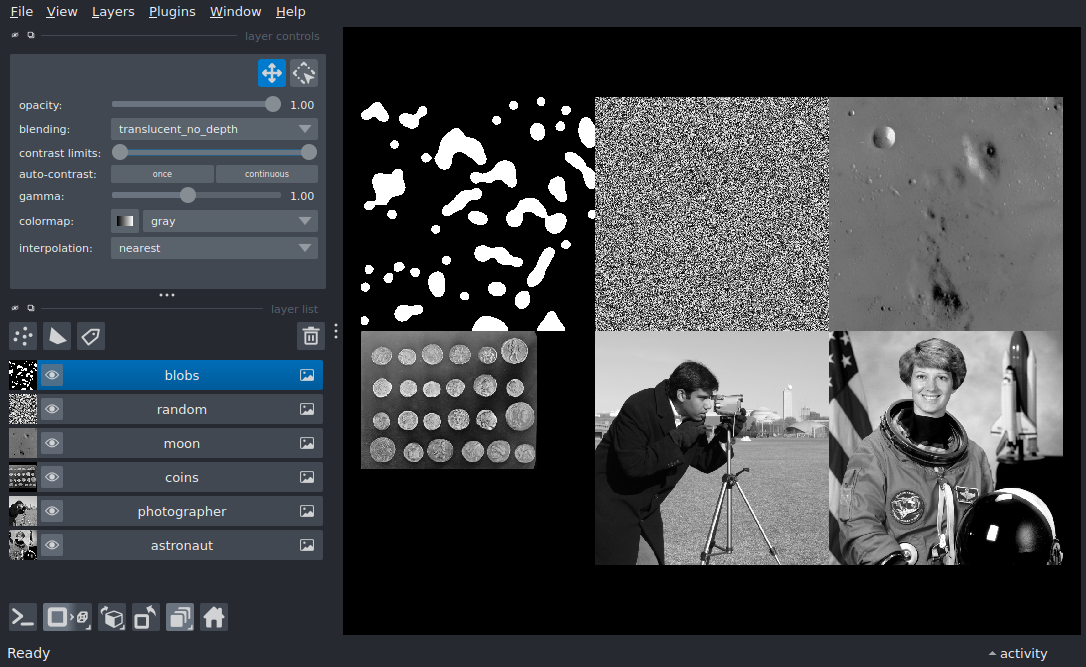 File View Layers Plugins Window Help
layer controls
opacity: 1.00
blending: translucent_no_depth
contrast limits:
auto-contrast: once continuous
gamma: 1.00
colormap: gray
interpolation: nearest
layer list
blobs
random
moon
coins
photographer
astronaut
Ready
activity